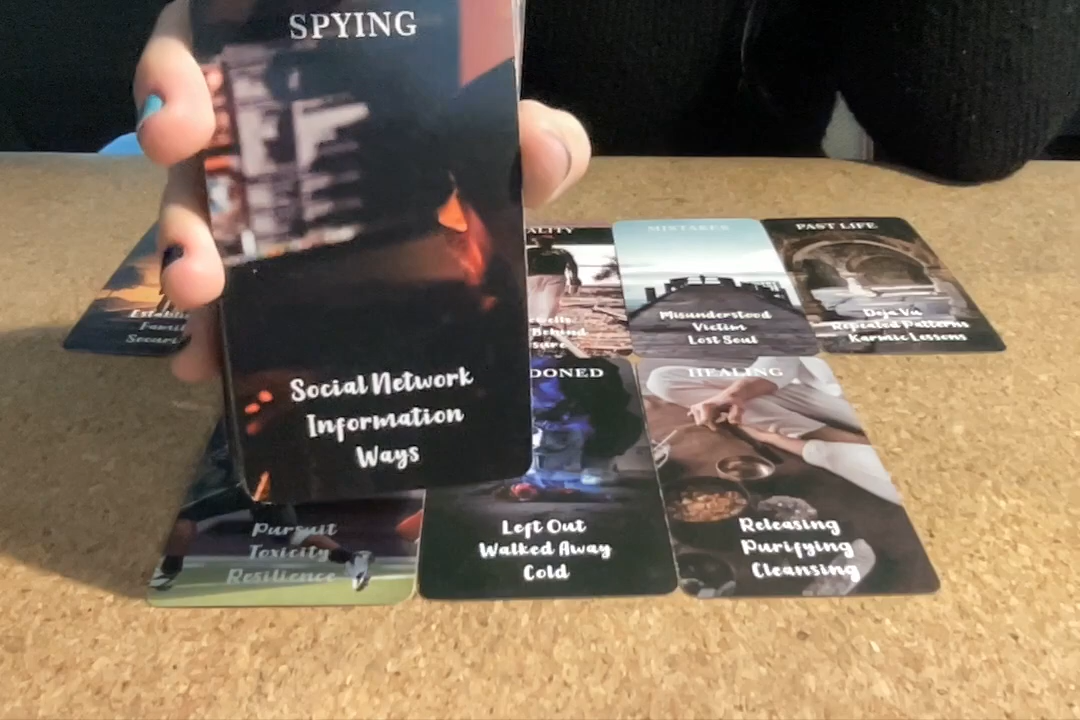 SPYING
Social Network
Information
Ways
MISTAKES
Misunderstood
Victim
Lost Soul
PAST LIFE
Deja Vu
Repeated Patterns
Karmic Lessons
Pursuit
Toxicity
Resilience
Left Out
Walked Away
Cold
HEALING
Releasing
Purifying
Cleansing